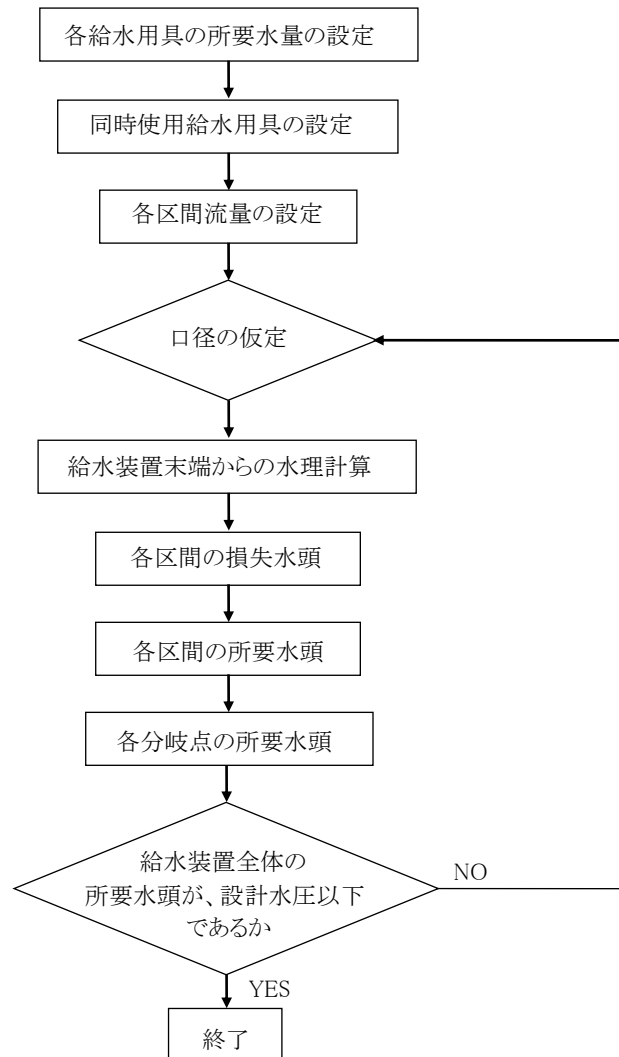 各給水用具の所要水量の設定
同時使用給水用具の設定
各区間流量の設定
口径の仮定
給水装置末端からの水理計算
各区間の損失水頭
各区間の所要水頭
各分岐点の所要水頭
給水装置全体の
所要水頭が、設計水圧以下
であるか
NO
YES
終了